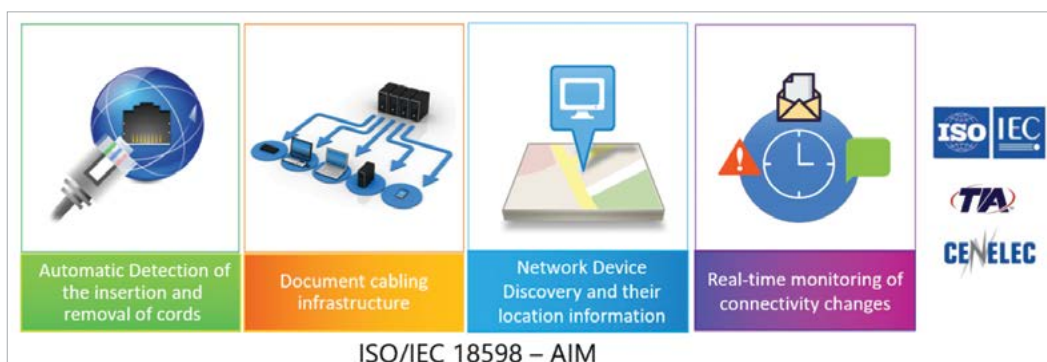 Automatic Detection of
the insertion and
removal of cords
Document cabling
infrastructure
Network Device
Discovery and their
location information
Real-time monitoring of
connectivity changes
ISO IEC
TIA
CENELEC
ISO/IEC 18598 – AIM